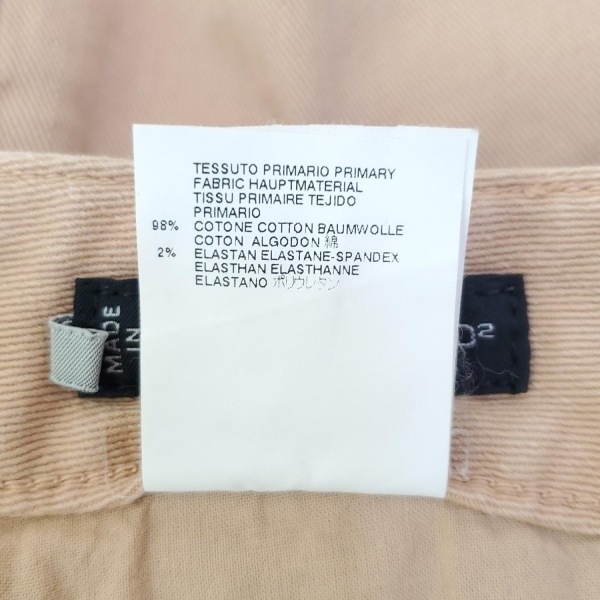 TESSUTO PRIMARIO PRIMARY
FABRIC HAUPTMATERIAL
TISSU PRIMAIRE TEJIDO
PRIMARIO
98% COTONE COTTON BAUMWOLLE
COTON ALGODON 綿
2% ELASTAN ELASTANE-SPANDEX
ELASTHAN ELASTHANNE
ELASTANO ポリウレタン
MADE
IN
D²